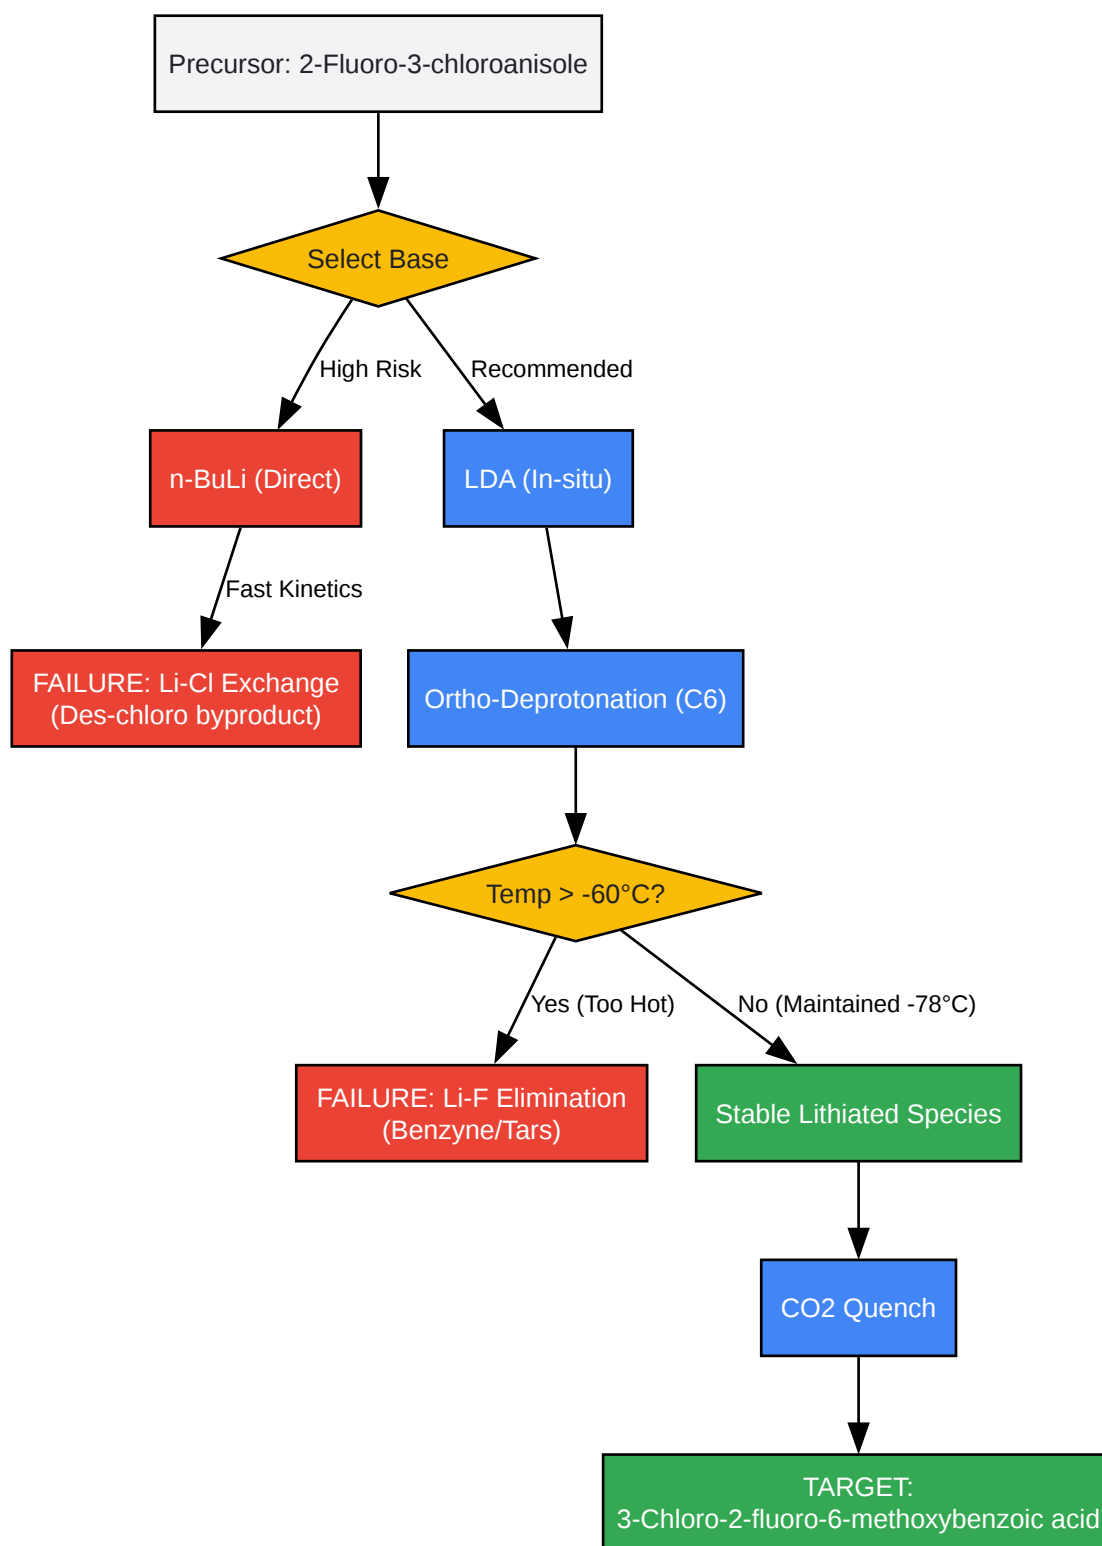 Precursor: 2-Fluoro-3-chloroanisole
Select Base
High Risk
Recommended
n-BuLi (Direct)
LDA (In-situ)
Fast Kinetics
FAILURE: Li-Cl Exchange
(Des-chloro byproduct)
Ortho-Deprotonation (C6)
Temp > -60°C?
Yes (Too Hot)
No (Maintained -78°C)
FAILURE: Li-F Elimination
(Benzyne/Tars)
Stable Lithiated Species
CO2 Quench
TARGET:
3-Chloro-2-fluoro-6-methoxybenzoic acid